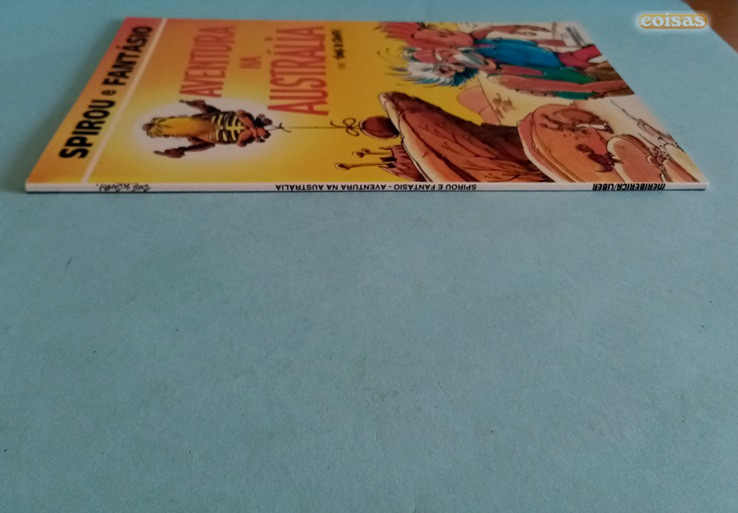 coisas
SPIROU e FANTÁSIO
AVENTURA
NA
AUSTRÁLIA
SPIROU E FANTÁSIO - AVENTURA NA AUSTRÁLIA
MERIBERICA/LIBER